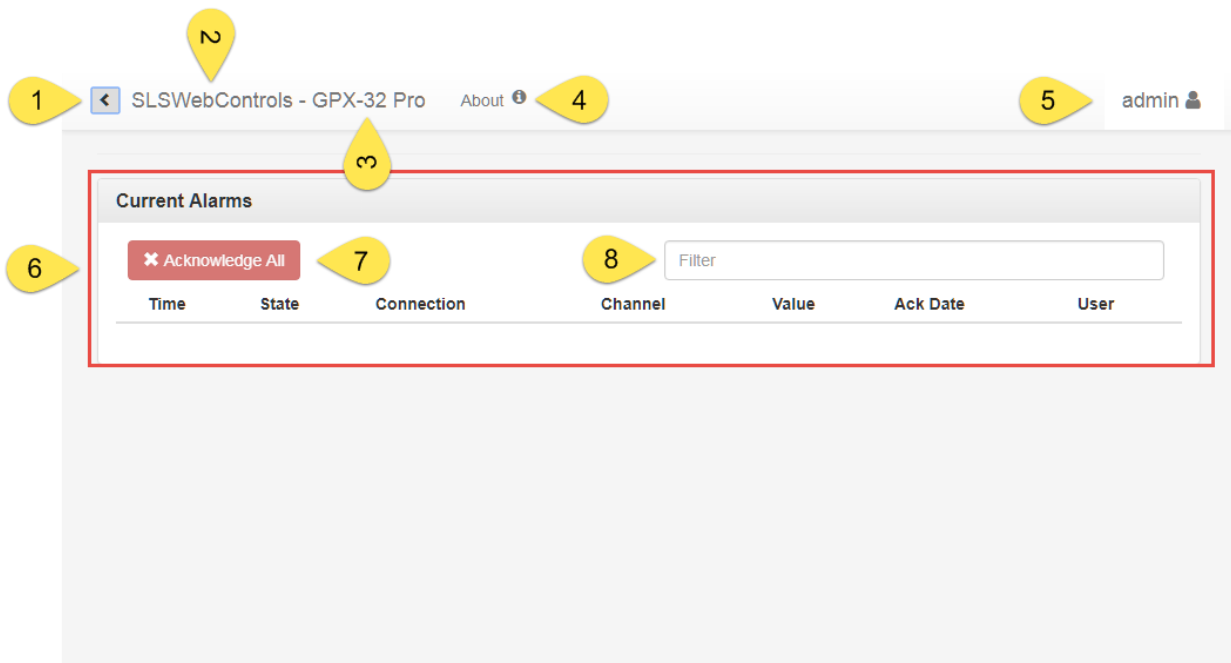 2
1 SLSWebControls - GPX-32 Pro About 4 5 admin
3
Current Alarms
6 Acknowledge All 7 8 Filter
Time State Connection Channel Value Ack Date User